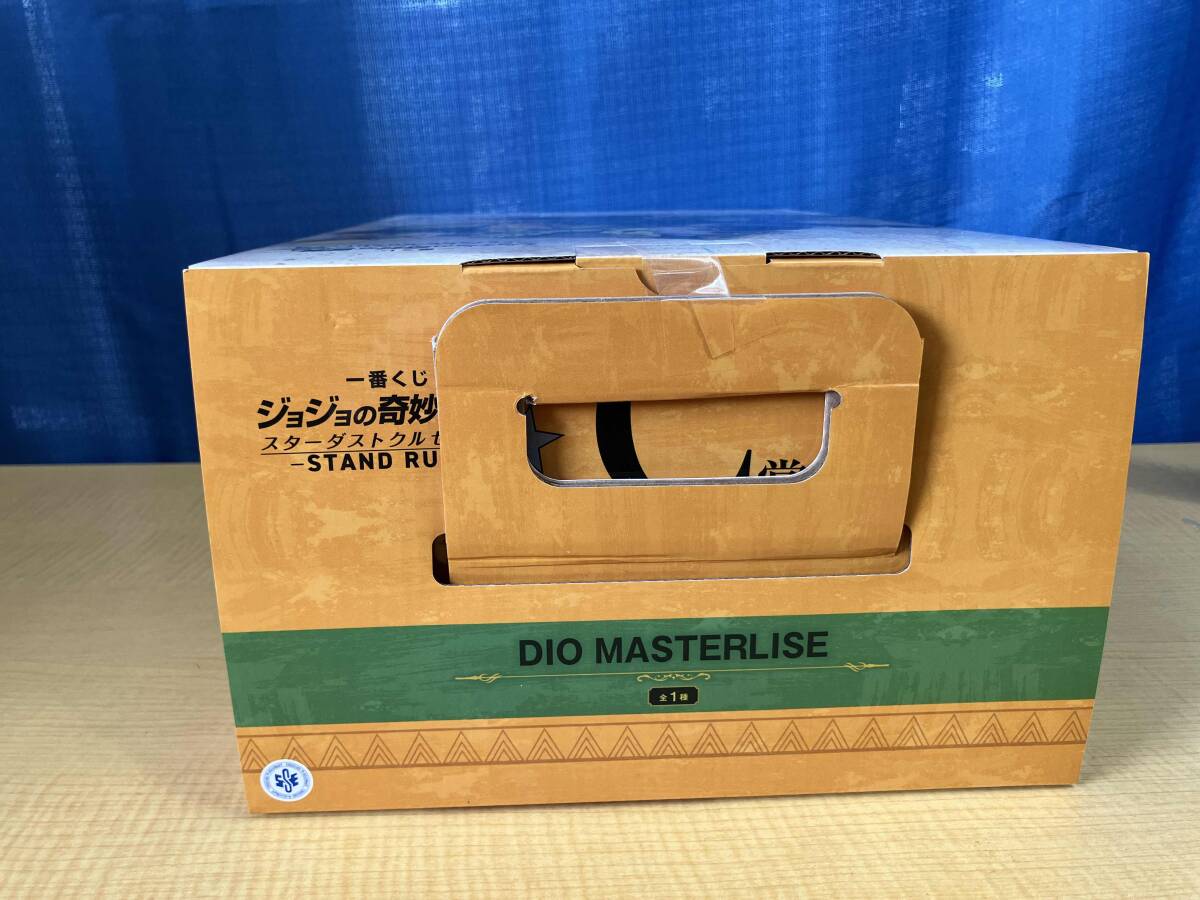 一番くじ
ジョジョの奇妙
スターダストクルセ
–STAND RU
賞
DIO MASTERLISE
全1種